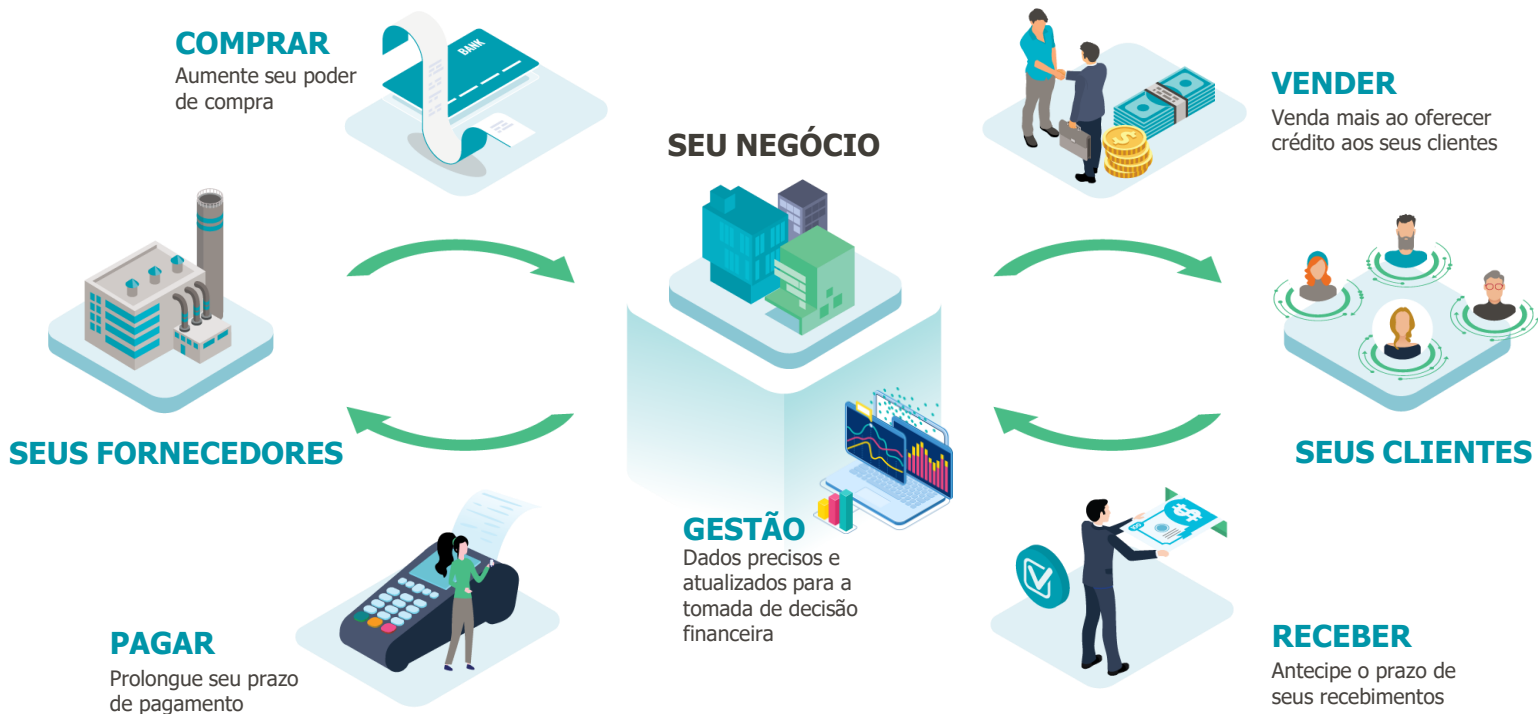 COMPRAR
Aumente seu poder
de compra
BANK
SEU NEGÓCIO
VENDER
Venda mais ao oferecer
crédito aos seus clientes
SEUS FORNECEDORES
SEUS CLIENTES
GESTÃO
Dados precisos e
atualizados para a
tomada de decisão
financeira
PAGAR
Prolongue seu prazo
de pagamento
RECEBER
Antecipe o prazo de
seus recebimentos